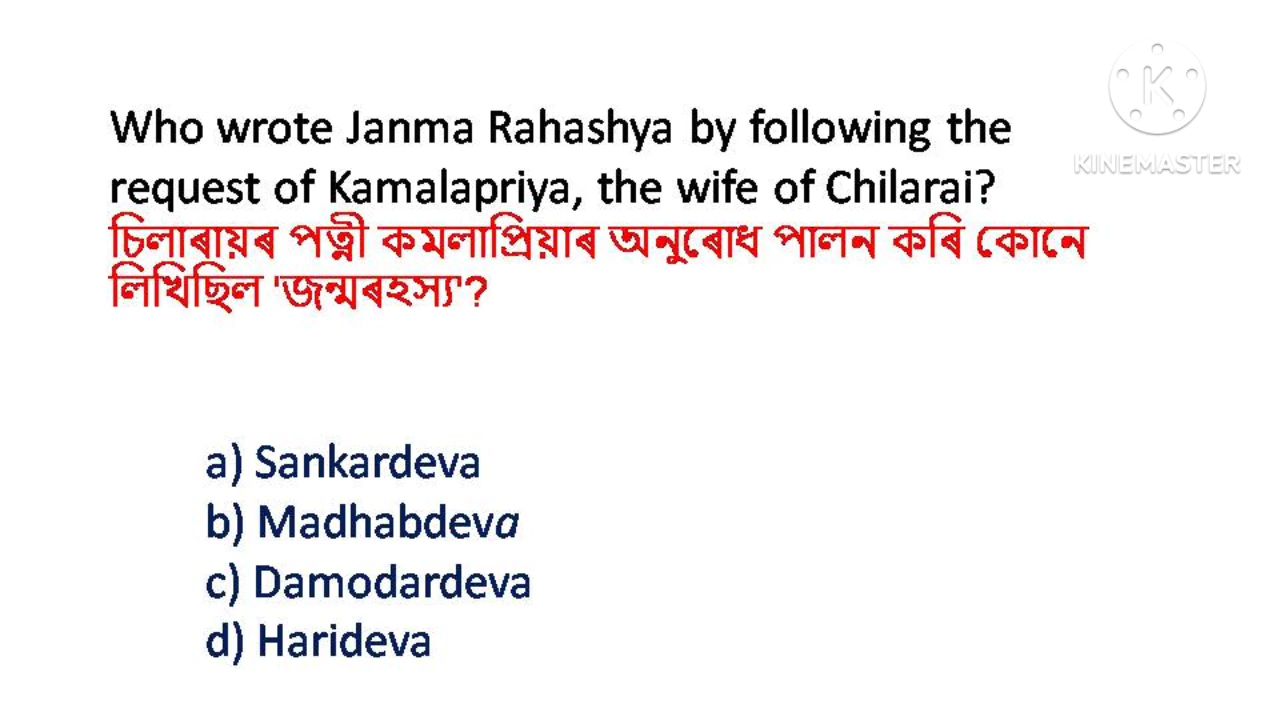 Who wrote Janma Rahashya by following the
request of Kamalapriya, the wife of Chilarai?
চিলাৰায়ৰ পত্নী কমলাপ্ৰিয়াৰ অনুৰোধ পালন কৰি কোনে
লিখিছিল 'জন্মৰহস্য'?
KINEMASTER
a) Sankardeva
b) Madhabdeva
c) Damodardeva
d) Harideva